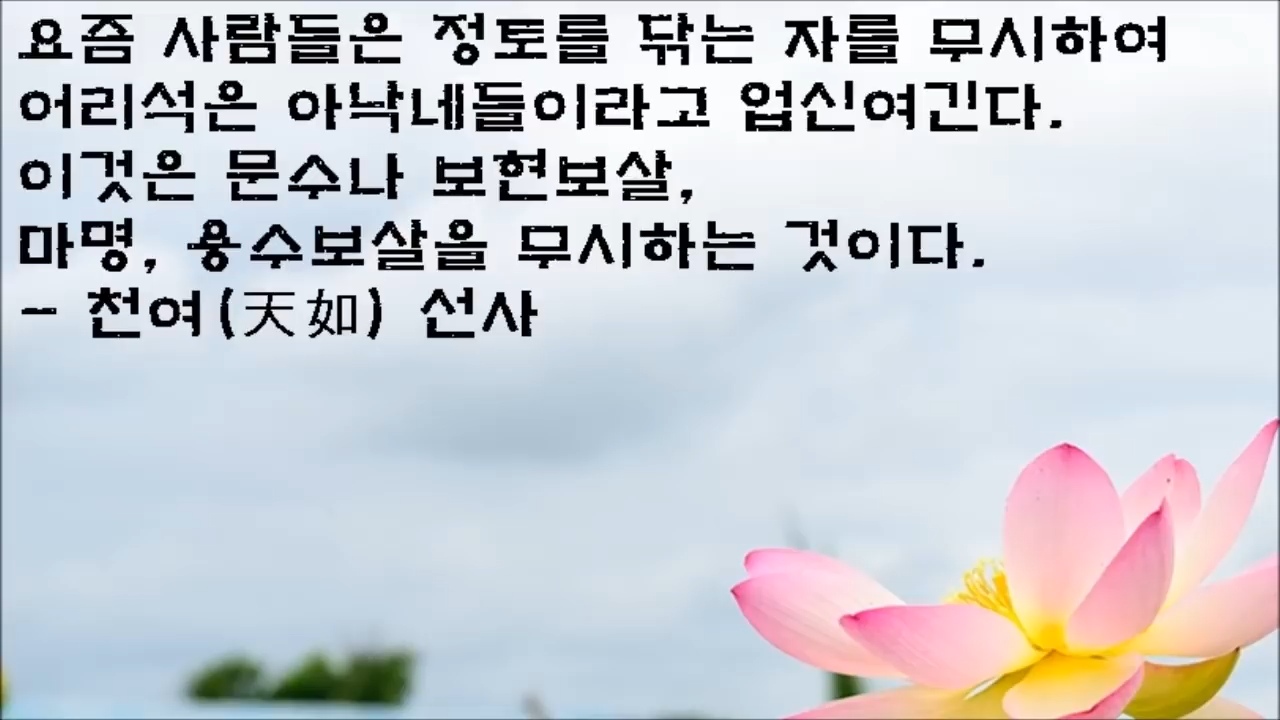 요즘 사람들은 정토를 닦는 자를 무시하여
어리석은 아낙네들이라고 업신여긴다.
이것은 문수나 보현보살,
마명, 용수보살을 무시하는 것이다.
- 천여(天如) 선사